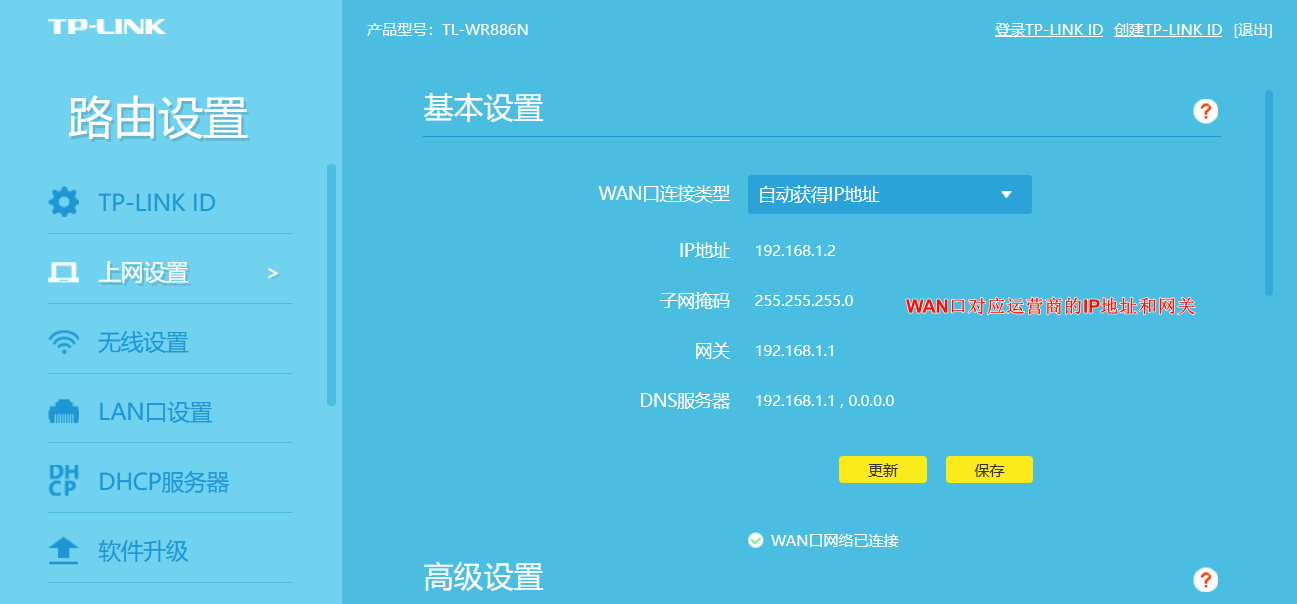 TP-LINK
产品型号：TL-WR886N
登录TP-LINK ID 创建TP-LINK ID [退出]
路由设置
TP-LINK ID
上网设置 >
无线设置
LAN口设置
DHCP
DHCP服务器
软件升级
基本设置
?
WAN口连接类型 自动获得IP地址
IP地址 192.168.1.2
子网掩码 255.255.255.0
WAN口对应运营商的IP地址和网关
网关 192.168.1.1
DNS服务器 192.168.1.1 , 0.0.0.0
更新 保存
WAN口网络已连接
高级设置
?